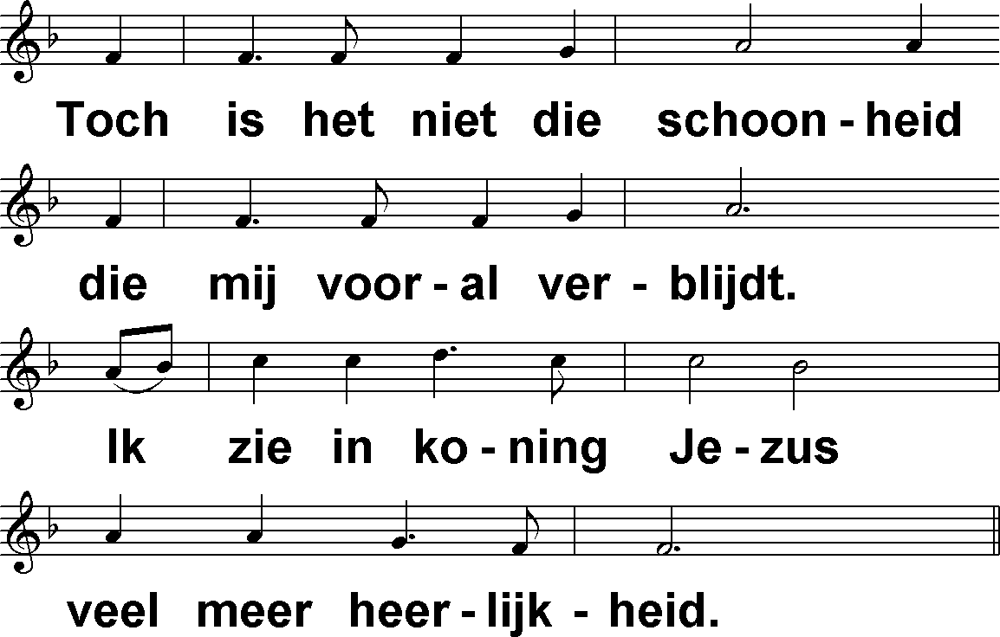 Toch is het niet die schoon - heid
die mij voor - al ver - blijdt.
Ik zie in ko - ning Je - zus
veel meer heer - lijk - heid.